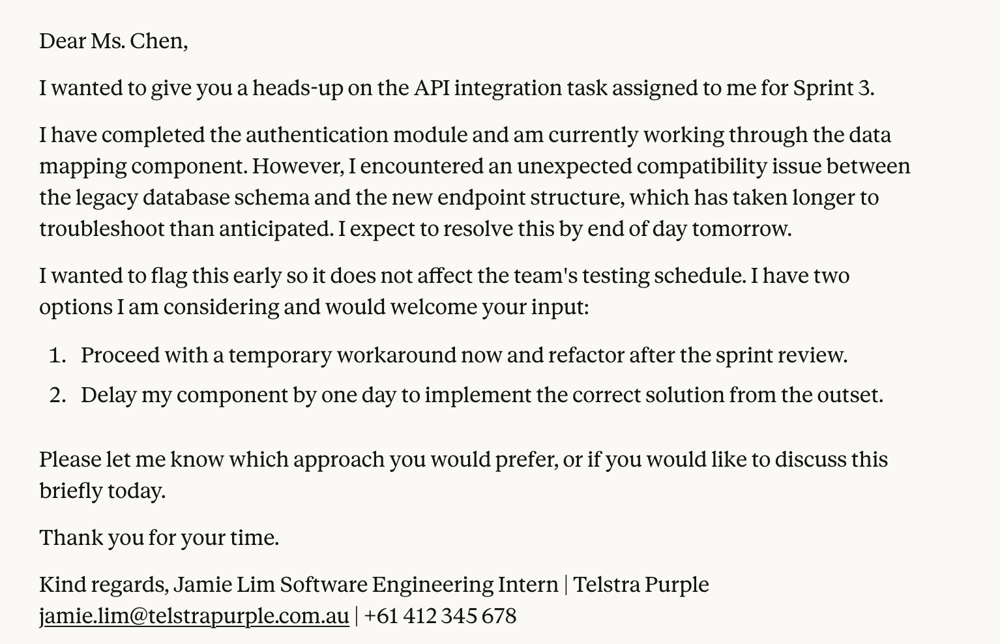 Dear Ms. Chen,
I wanted to give you a heads-up on the API integration task assigned to me for Sprint 3.
I have completed the authentication module and am currently working through the data
mapping component. However, I encountered an unexpected compatibility issue between
the legacy database schema and the new endpoint structure, which has taken longer to
troubleshoot than anticipated. I expect to resolve this by end of day tomorrow.
I wanted to flag this early so it does not affect the team's testing schedule. I have two
options I am considering and would welcome your input:
1. Proceed with a temporary workaround now and refactor after the sprint review.
2. Delay my component by one day to implement the correct solution from the outset.
Please let me know which approach you would prefer, or if you would like to discuss this
briefly today.
Thank you for your time.
Kind regards, Jamie Lim Software Engineering Intern | Telstra Purple
jamie.lim@telstrapurple.com.au | +61 412 345 678